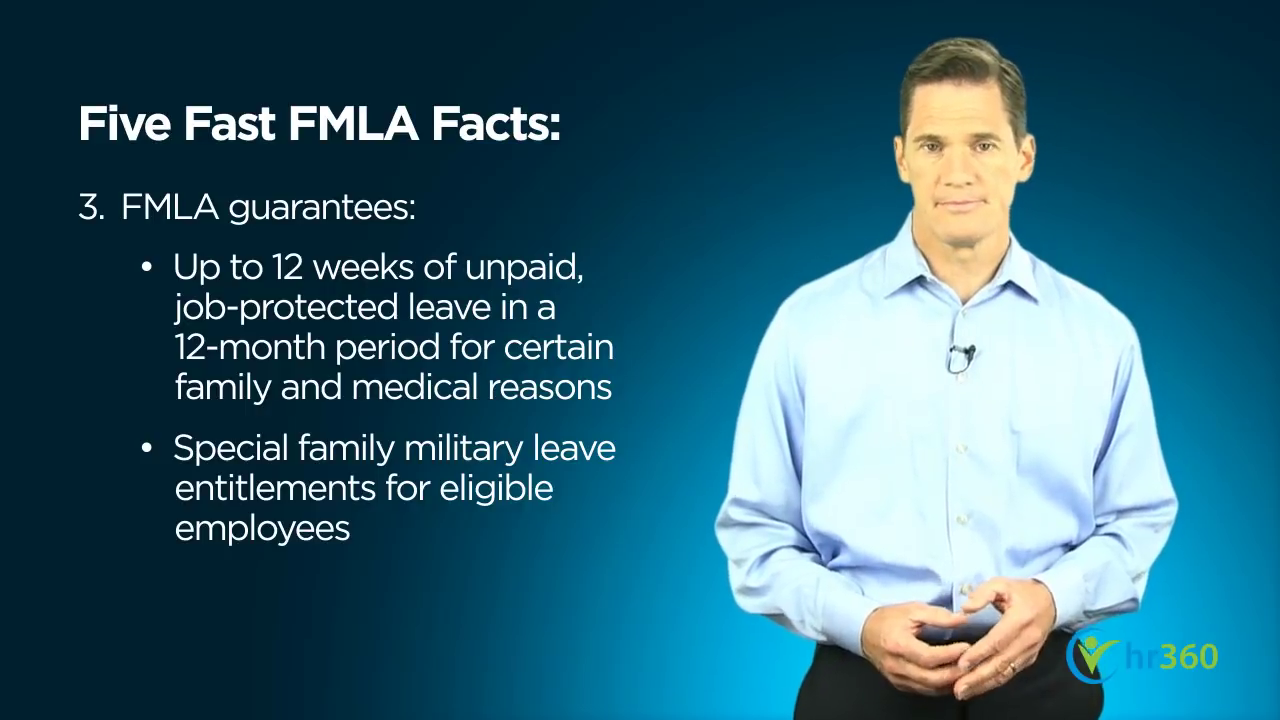 Five Fast FMLA Facts:
3. FMLA guarantees:
• Up to 12 weeks of unpaid,
job-protected leave in a
12-month period for certain
family and medical reasons
• Special family military leave
entitlements for eligible
employees
hr360